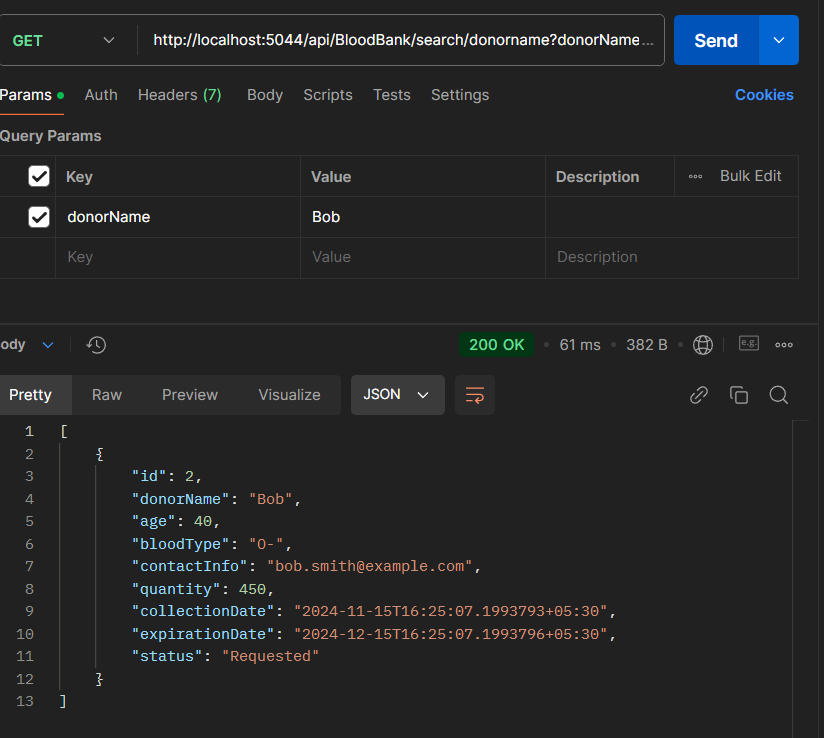 GET http://localhost:5044/api/BloodBank/search/donorname?donorName... Send
Params Auth Headers (7) Body Scripts Tests Settings Cookies
Query Params
Key Value Description Bulk Edit
donorName Bob
Key Value Description
ody 200 OK 61 ms 382 B e.g.
Pretty Raw Preview Visualize JSON
1 [
2 {
3 "id": 2,
4 "donorName": "Bob",
5 "age": 40,
6 "bloodType": "O-",
7 "contactInfo": "bob.smith@example.com",
8 "quantity": 450,
9 "collectionDate": "2024-11-15T16:25:07.1993793+05:30",
10 "expirationDate": "2024-12-15T16:25:07.1993796+05:30",
11 "status": "Requested"
12 }
13 ]